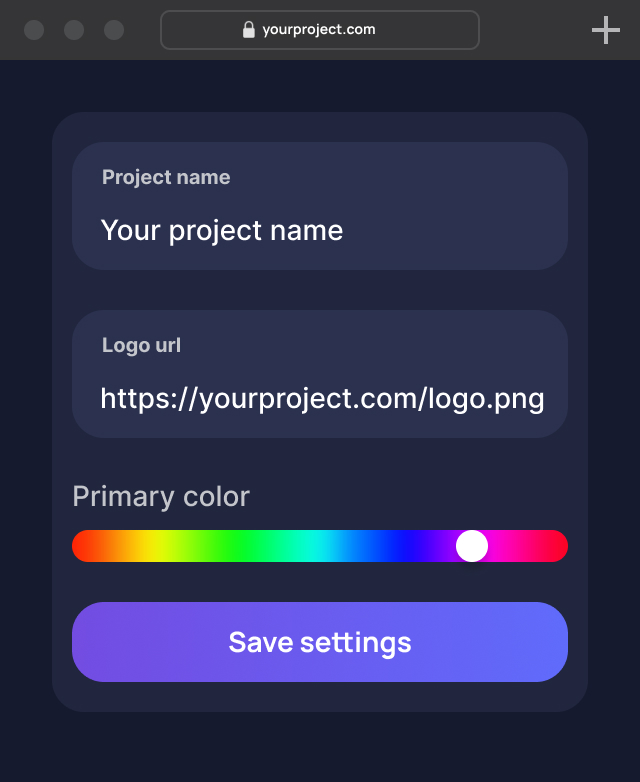 yourproject.com
Project name
Your project name
Logo url
https://yourproject.com/logo.png
Primary color
Save settings